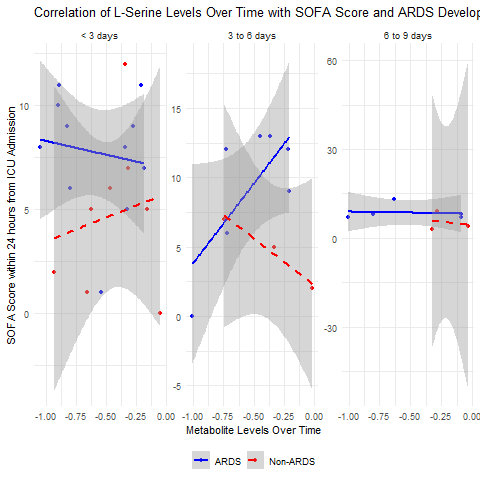 Correlation of L-Serine Levels Over Time with SOFA Score and ARDS Develop
< 3 days
3 to 6 days
6 to 9 days
SOFA Score within 24 hours from ICU Admission
10
5
0
15
10
5
0
-5
60
30
0
-30
-1.00 -0.75 -0.50 -0.25 0.00
-1.00 -0.75 -0.50 -0.25 0.00
-1.00 -0.75 -0.50 -0.25 0.00
Metabolite Levels Over Time
ARDS Non-ARDS